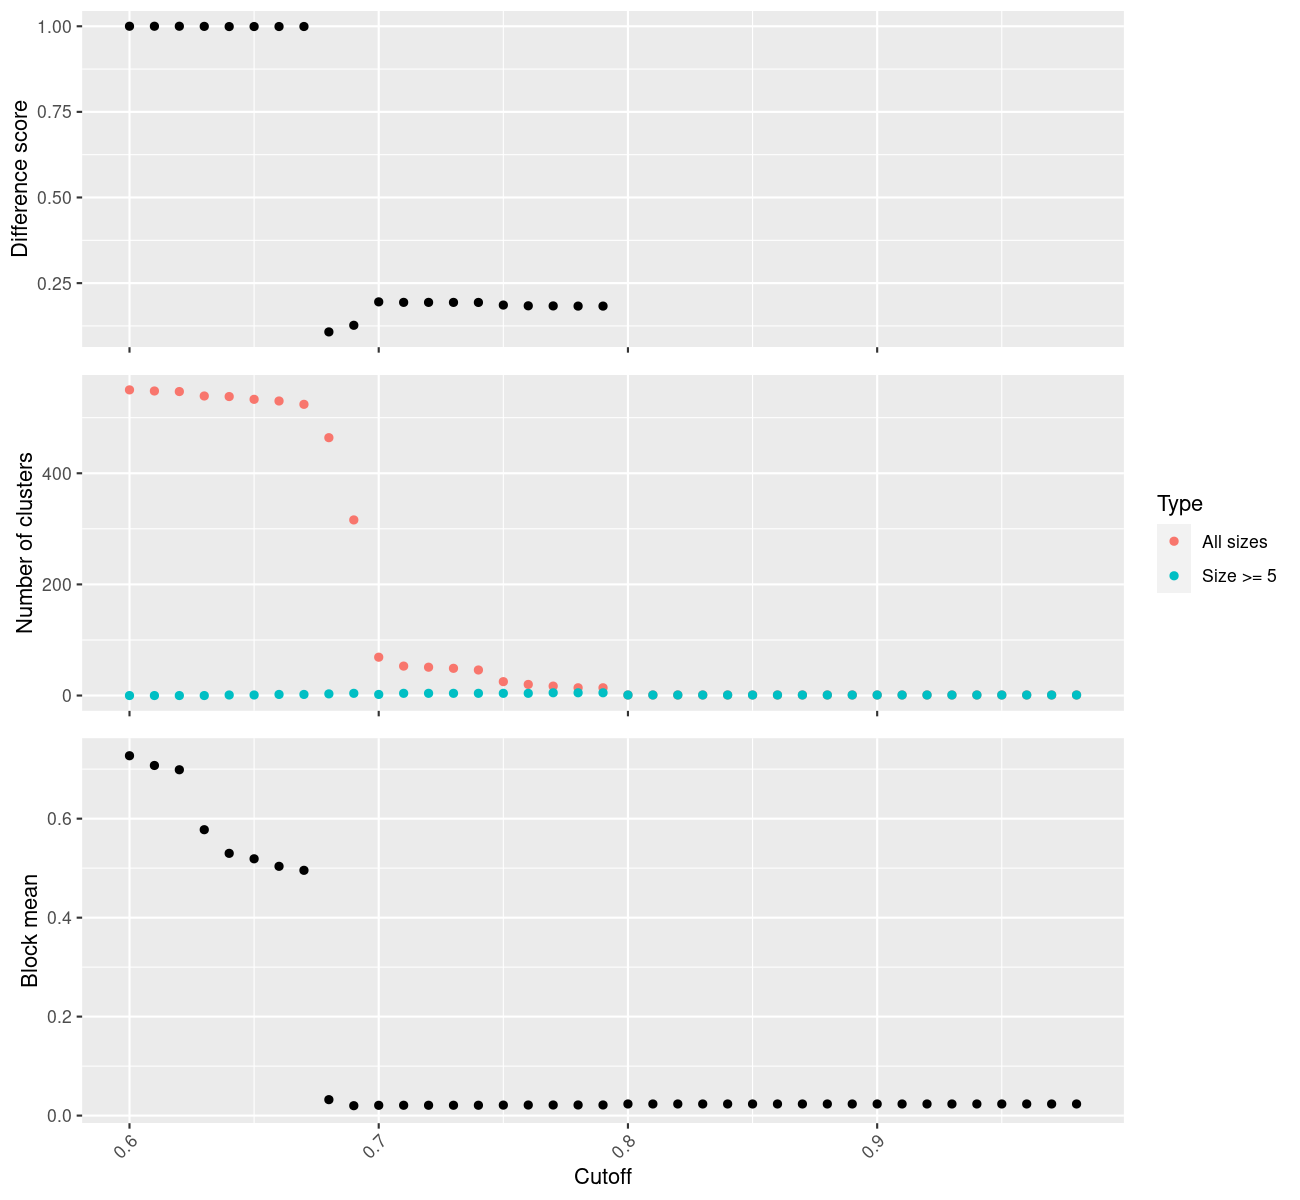 Difference score
1.00
0.75
0.50
0.25
Number of clusters
400
200
0
Type
All sizes
Size >= 5
Block mean
0.6
0.4
0.2
0.0
0.6
0.7
0.8
0.9
Cutoff